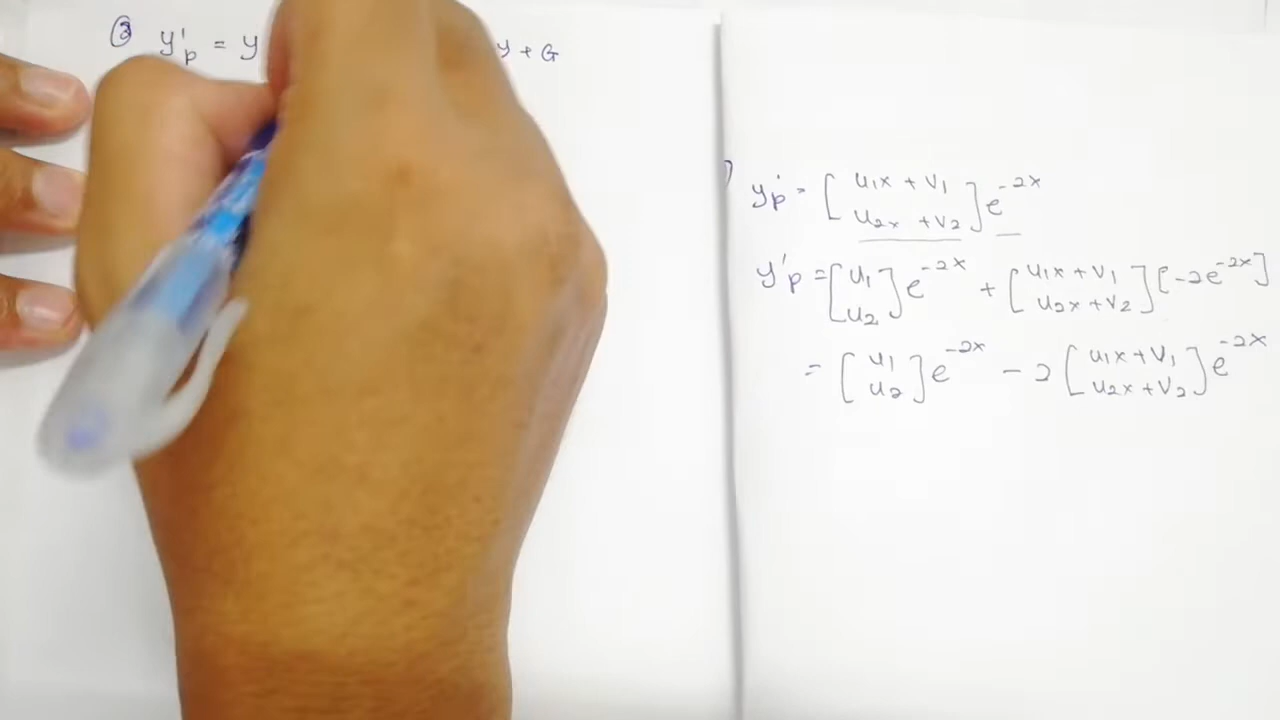 ③ y'p = y
y + G
yp = [ u₁x + v₁
u₂x + v₂ ] e^-2x
y'p = [ u₁
u₂ ] e^-2x + [ u₁x + v₁
u₂x + v₂ ] [-2e^-2x]
= [ u₁
u₂ ] e^-2x - 2 [ u₁x + v₁
u₂x + v₂ ] e^-2x